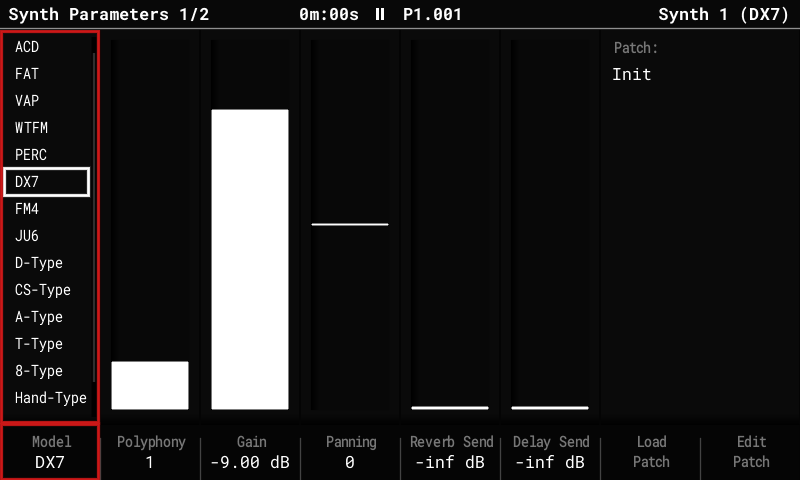 Synth Parameters 1/2 0m:00s ⏸ P1.001 Synth 1 (DX7)
ACD
FAT
VAP
WTFM
PERC
DX7
FM4
JU6
D-Type
CS-Type
A-Type
T-Type
8-Type
Hand-Type
Patch:
Init
Model Polyphony Gain Panning Reverb Send Delay Send Load Edit
DX7 1 -9.00 dB 0 -inf dB -inf dB Patch Patch